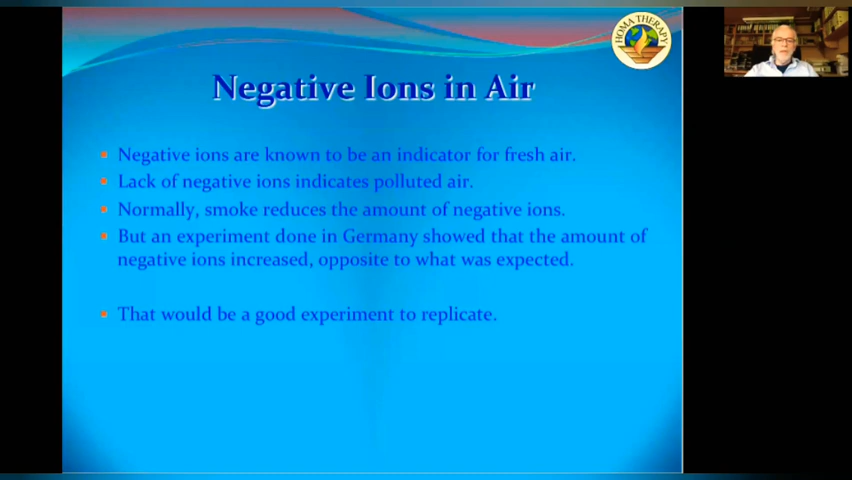 HOMA THERAPY
Negative Ions in Air
Negative ions are known to be an indicator for fresh air.
Lack of negative ions indicates polluted air.
Normally, smoke reduces the amount of negative ions.
But an experiment done in Germany showed that the amount of
negative ions increased, opposite to what was expected.
That would be a good experiment to replicate.